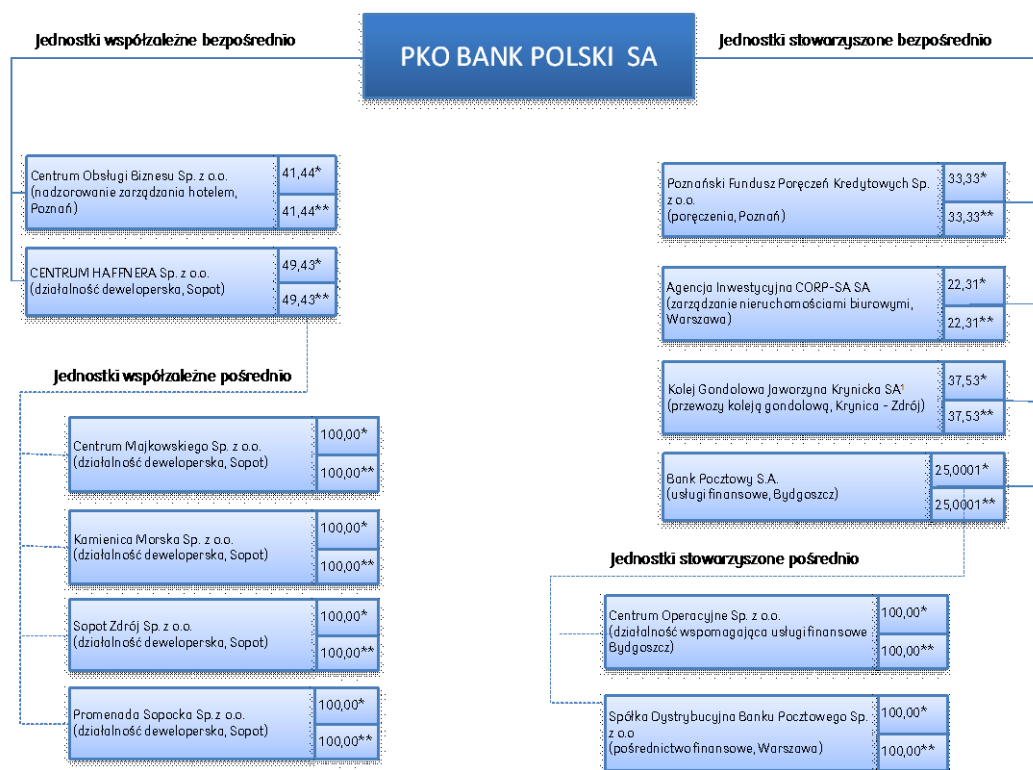 Jednostki współzależne bezpośrednio
PKO BANK POLSKI SA
Jednostki stowarzyszone bezpośrednio
Centrum Obsługi Biznesu Sp. z o.o.
(nadzorowanie zarządzania hotelem,
Poznań)
41,44*
41,44**
CENTRUM HAFFNERA Sp. z o.o.
(działalność deweloperska, Sopot)
49,43*
49,43**
Jednostki współzależne pośrednio
Centrum Majkowskiego Sp. z o.o.
(działalność deweloperska, Sopot)
100,00*
100,00**
Kamienica Morska Sp. z o.o.
(działalność deweloperska, Sopot)
100,00*
100,00**
Sopot Zdrój Sp. z o.o.
(działalność deweloperska, Sopot)
100,00*
100,00**
Promenada Sopocka Sp.z o.o.
(działalność deweloperska, Sopot)
100,00*
100,00**
Poznański Fundusz Poręczeń Kredytowych Sp.
z o.o.
(poręczenia, Poznań)
33,33*
33,33**
Agencja Inwestycyjna CORP-SA SA
(zarządzanie nieruchomościami biurowymi,
Warszawa)
22,31*
22,31**
Kolej Gondolowa Jaworzyna Krynicka SA¹
(przewozy koleją gondolową, Krynica - Zdrój)
37,53*
37,53**
Bank Pocztowy S.A.
(usługi finansowe, Bydgoszcz)
25,0001*
25,0001**
Jednostki stowarzyszone pośrednio
Centrum Operacyjne Sp. z o.o.
(działalność wspomagająca usługi finansowe
Bydgoszcz)
100,00*
100,00**
Spółka Dystrybucyjna Banku Pocztowego Sp.
z o.o
(pośrednictwo finansowe, Warszawa)
100,00*
100,00**